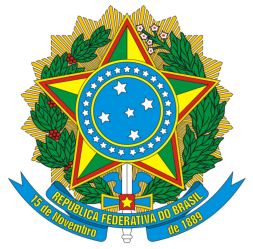 REPÚBLICA FEDERATIVA DO BRASIL
15 de Novembro
de 1889